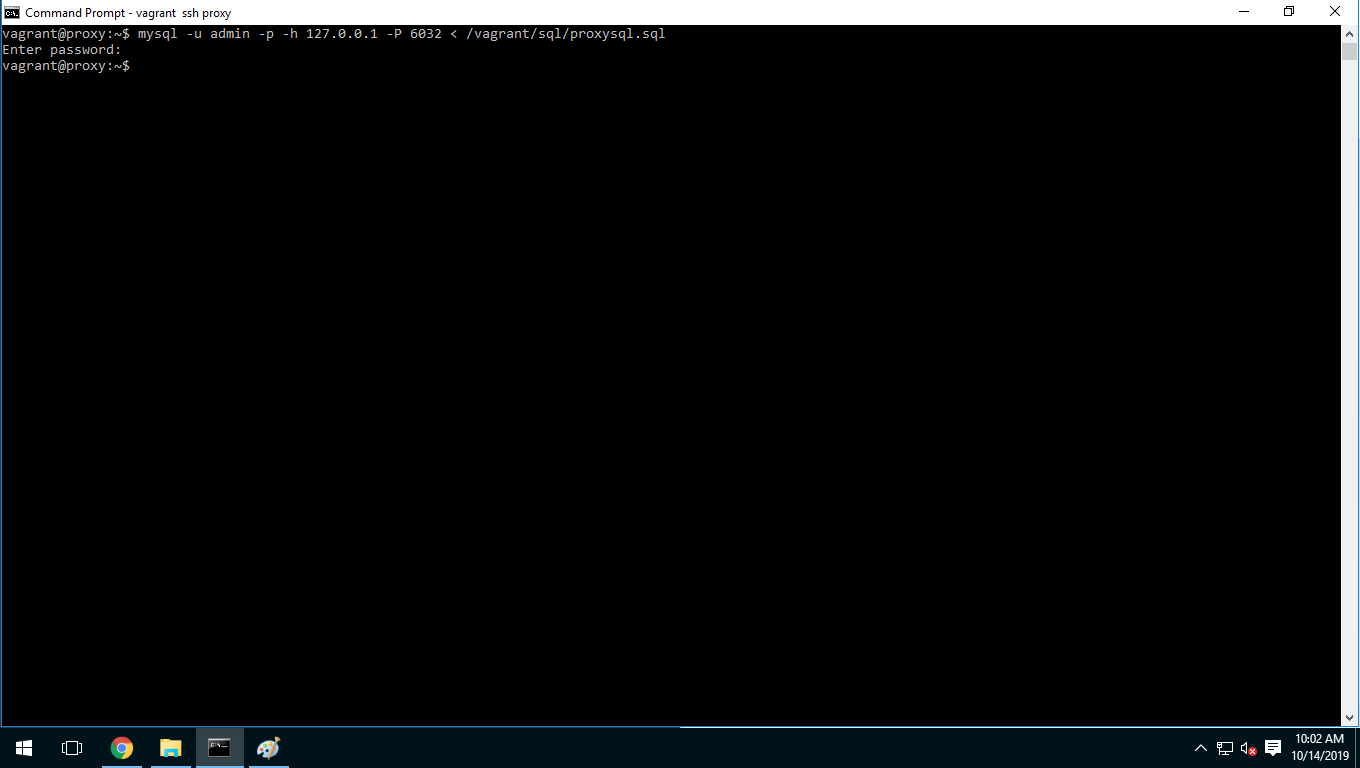 Command Prompt - vagrant  ssh proxy
vagrant@proxy:~$ mysql -u admin -p -h 127.0.0.1 -P 6032 < /vagrant/sql/proxysql.sql
Enter password:
vagrant@proxy:~$
10:02 AM
10/14/2019